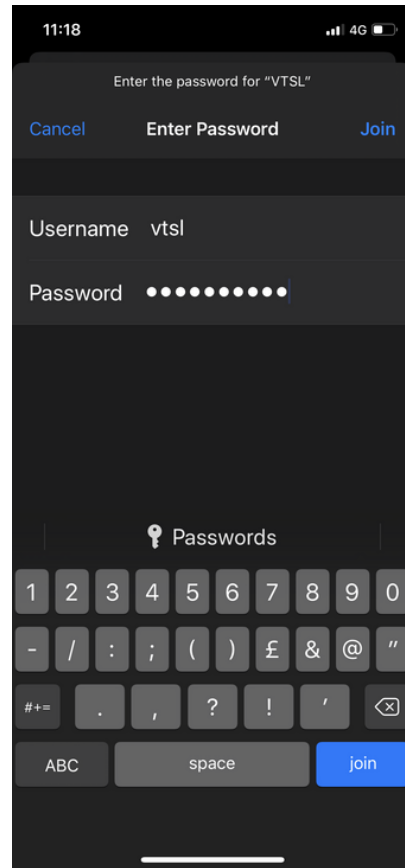 11:18 4G
Enter the password for “VTSL”
Cancel Enter Password Join
Username vtsl
Password ●●●●●●●●●●
Passwords
1 2 3 4 5 6 7 8 9 0
- / : ; ( ) £ & @ "
#+= . , ? ! ’
ABC space join